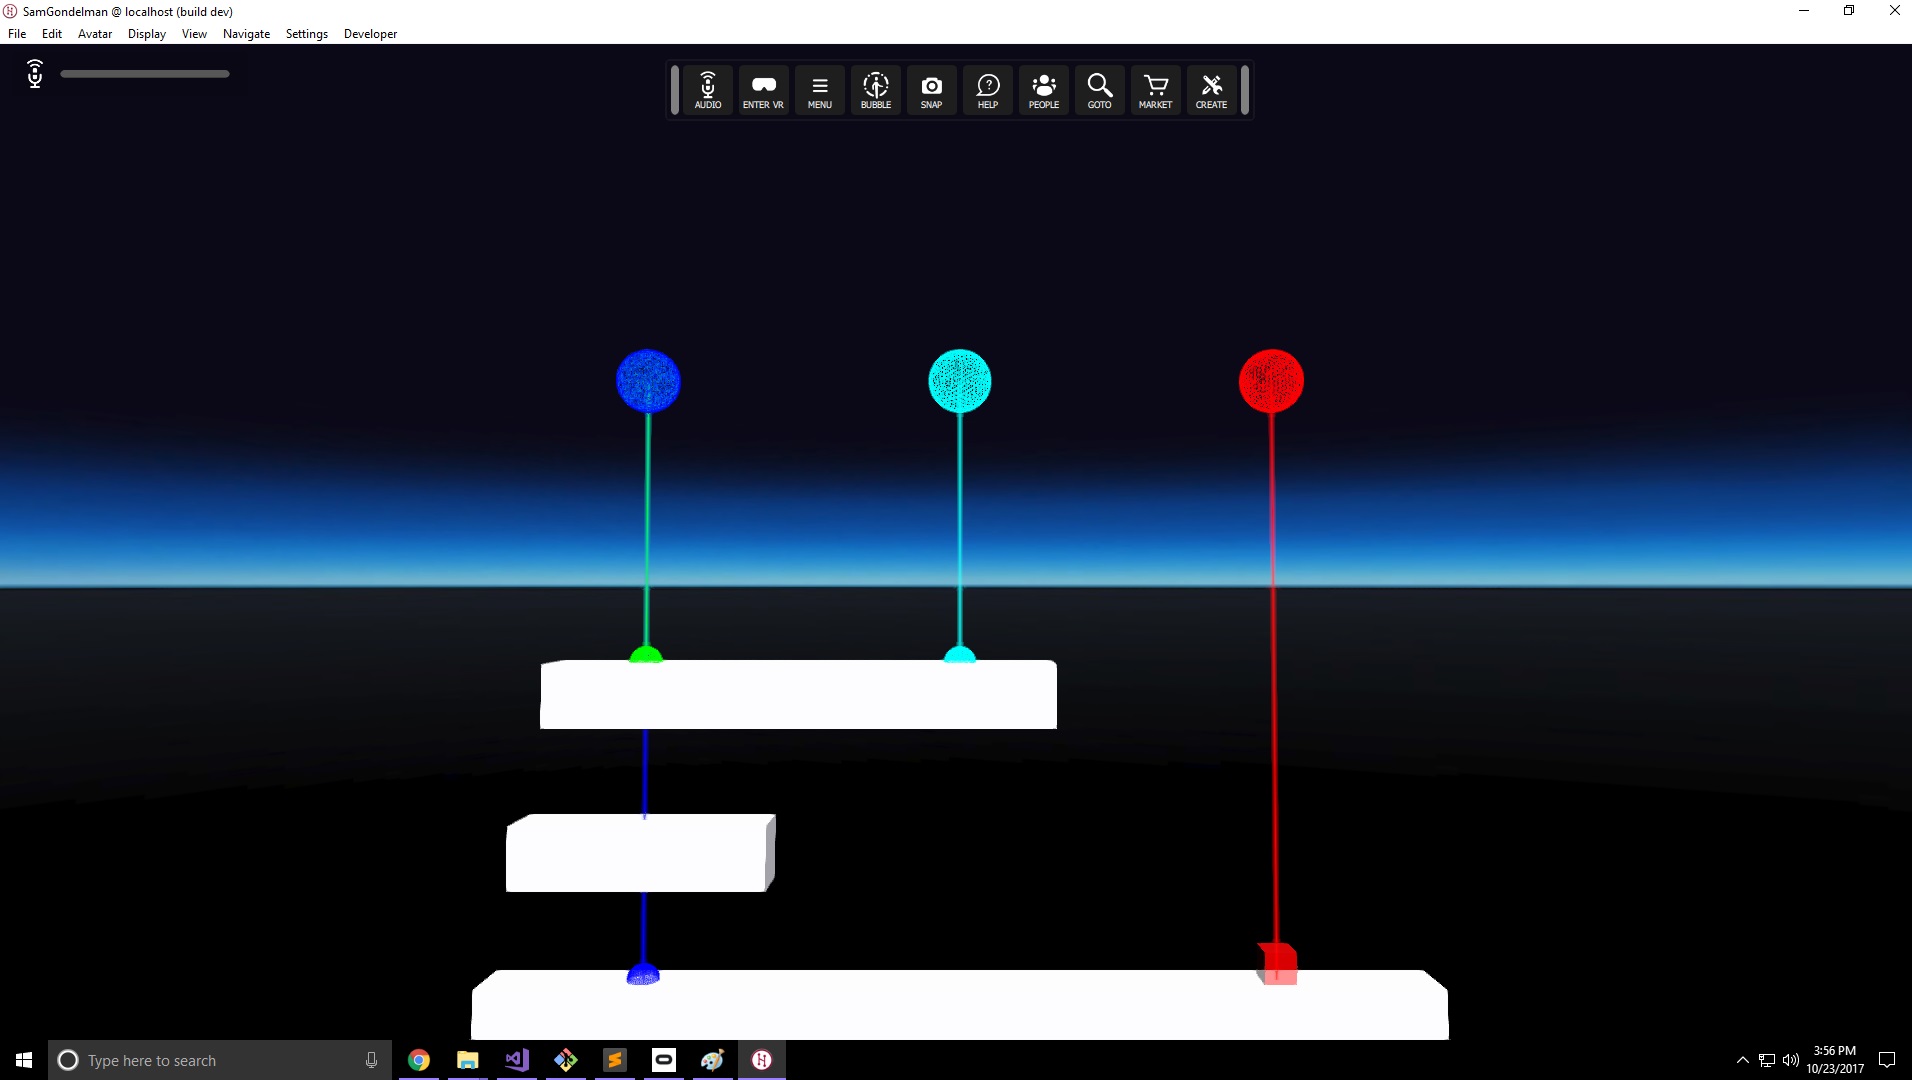 SamGondelman @ localhost (build dev)
File Edit Avatar Display View Navigate Settings Developer
AUDIO ENTER VR MENU BUBBLE SNAP HELP PEOPLE GOTO MARKET CREATE
Type here to search
3:56 PM
10/23/2017